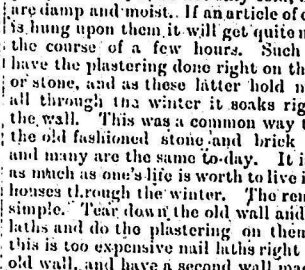 are damp and moist. If an article of c
is hung upon them it will get quite m
the course of a few hours. Such
have the plastering done right on th
or stone, and as these latter hold m
all through tha winter it soaks rig
the wall. This was a common way t
the old fashioned stone and brick
and many are the same to-day. It i
as much as one's life is worth to live i
houses through the winter. The rem
simple. Tear down the old wall and
laths and do the plastering on them
this is too expensive nail laths right
old wall, and have a second wall